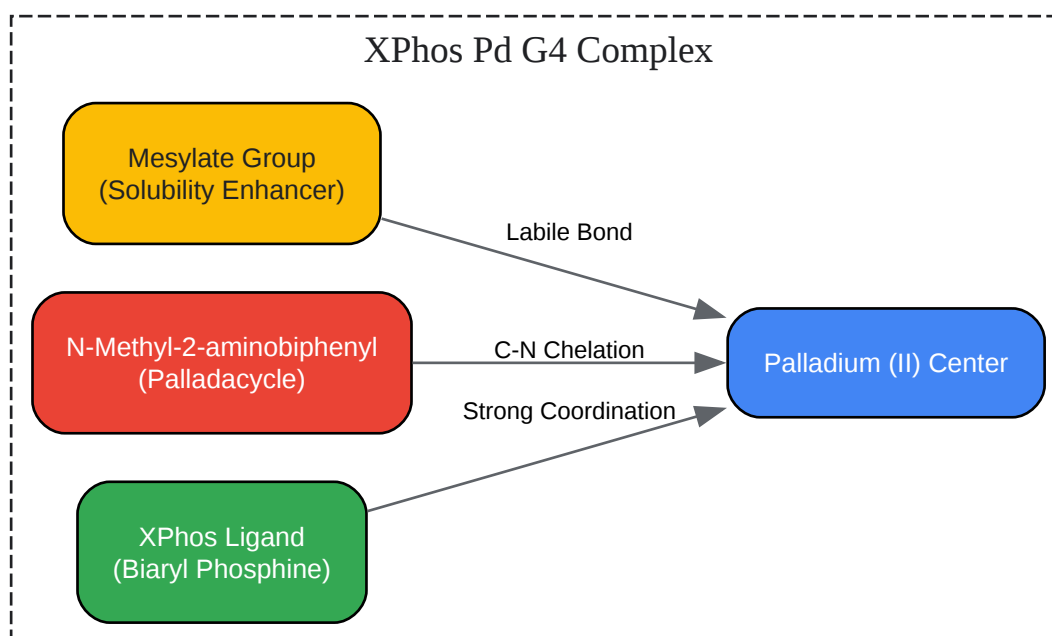 XPhos Pd G4 Complex
Mesylate Group
(Solubility Enhancer)
Labile Bond
N-Methyl-2-aminobiphenyl
(Palladacycle)
C-N Chelation
Palladium (II) Center
Strong Coordination
XPhos Ligand
(Biaryl Phosphine)